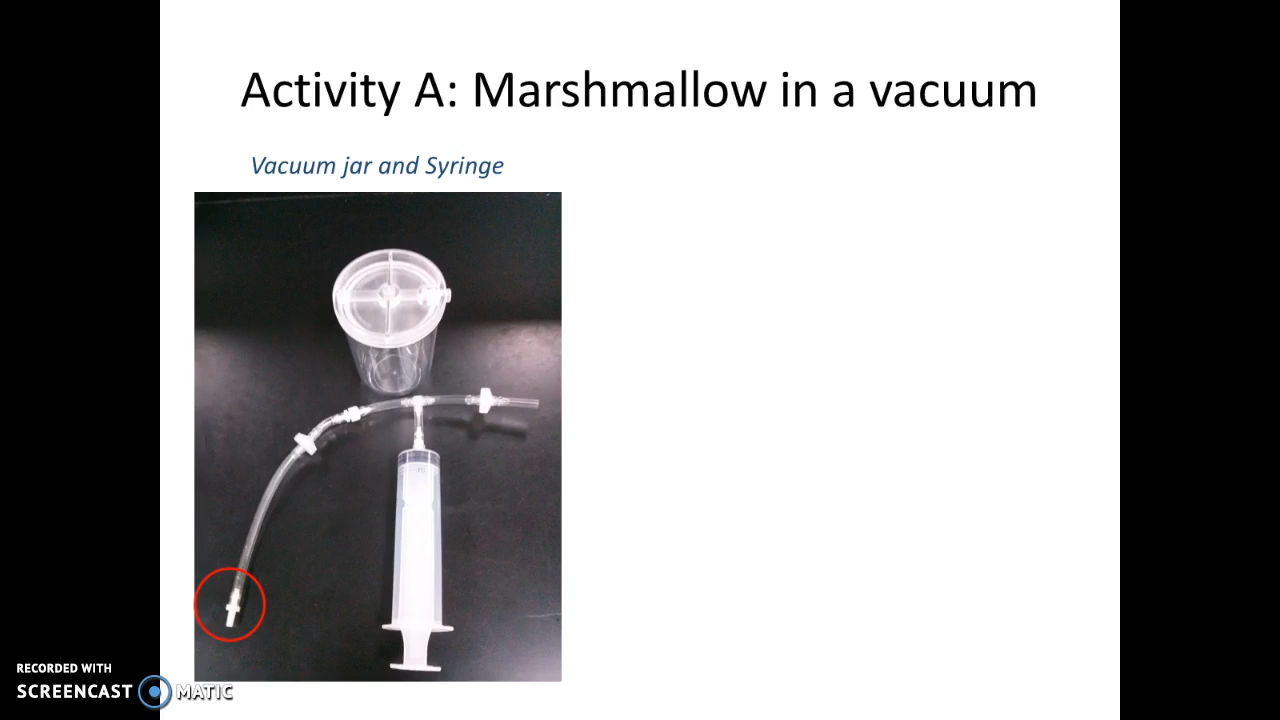 Activity A: Marshmallow in a vacuum
Vacuum jar and Syringe
RECORDED WITH
SCREENCAST MATIC